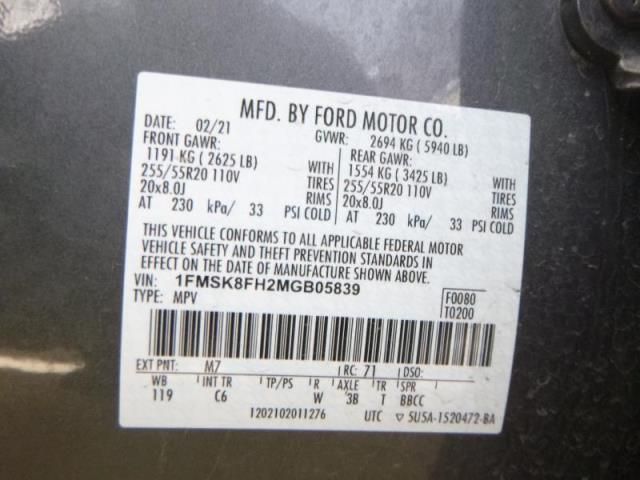 MFD. BY FORD MOTOR CO.
DATE: 02/21 GVWR: 2694 KG ( 5940 LB)
FRONT GAWR: REAR GAWR:
1191 KG ( 2625 LB) WITH 1554 KG ( 3425 LB) WITH
255/55R20 110V TIRES 255/55R20 110V TIRES
20x8.0J RIMS 20x8.0J RIMS
AT 230 kPa/ 33 PSI COLD AT 230 kPa/ 33 PSI COLD
THIS VEHICLE CONFORMS TO ALL APPLICABLE FEDERAL MOTOR
VEHICLE SAFETY AND THEFT PREVENTION STANDARDS IN
EFFECT ON THE DATE OF MANUFACTURE SHOWN ABOVE.
VIN: 1FMSK8FH2MGB05839 F0080
TYPE: MPV T0200
EXT PNT: M7 RC: 71 DSO:
WB INT TR TP/PS R AXLE TR SPR
119 C6 W 3B T BBCC
1202102011276 UTC ▽ 5U5A-1520472-BA